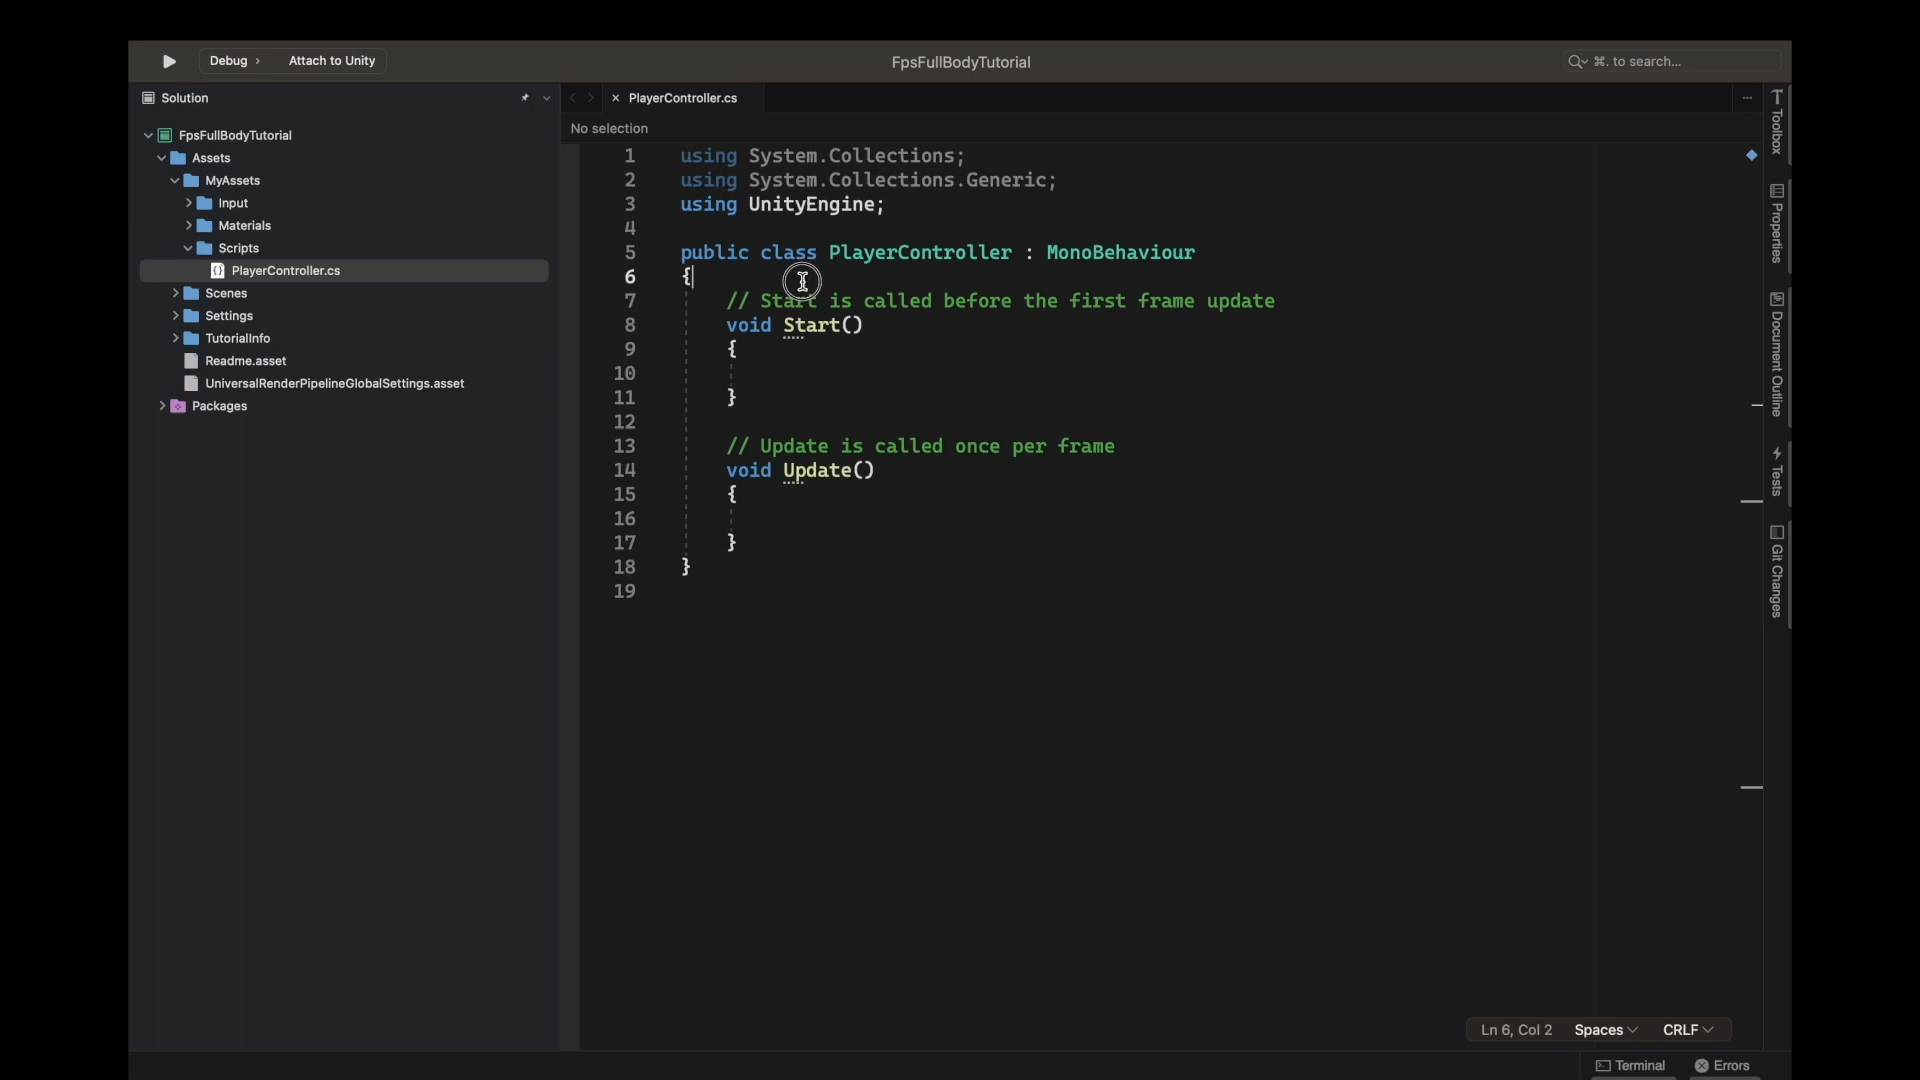 Debug › Attach to Unity
FpsFullBodyTutorial
⌘. to search...
Solution
FpsFullBodyTutorial
Assets
MyAssets
Input
Materials
Scripts
PlayerController.cs
Scenes
Settings
TutorialInfo
Readme.asset
UniversalRenderPipelineGlobalSettings.asset
Packages
PlayerController.cs
No selection
1 using System.Collections;
2 using System.Collections.Generic;
3 using UnityEngine;
4
5 public class PlayerController : MonoBehaviour
6 {
7 // Start is called before the first frame update
8 void Start()
9 {
10
11 }
12
13 // Update is called once per frame
14 void Update()
15 {
16
17 }
18 }
19
Toolbox
Properties
Document Outline
Tests
Git Changes
Ln 6, Col 2 Spaces CRLF
Terminal Errors